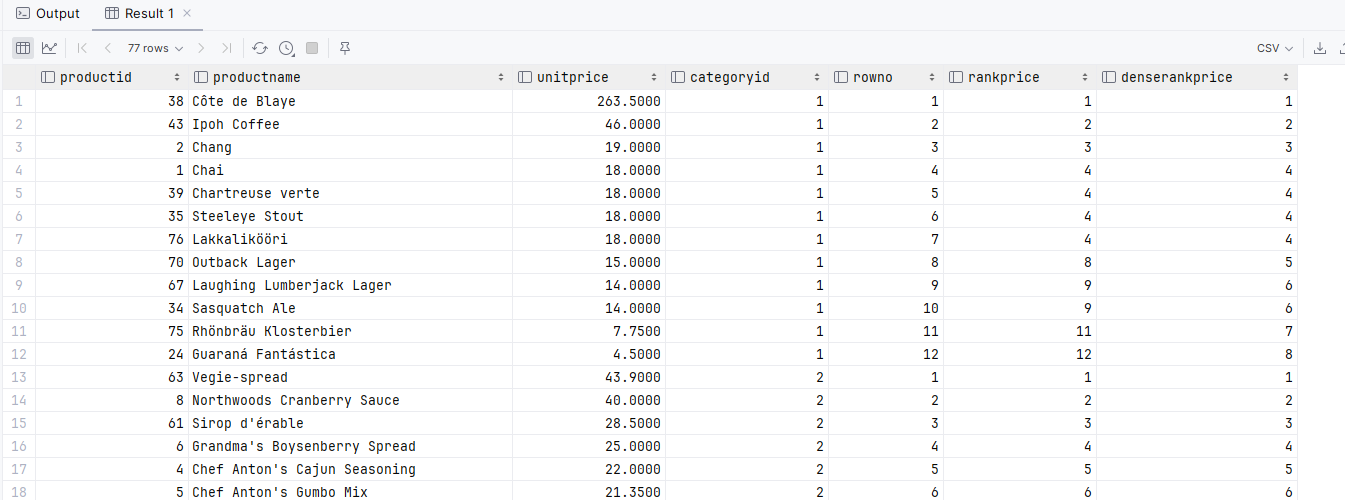 Output Result 1
77 rows CSV
productid productname unitprice categoryid rowno rankprice denserankprice
1 38 Côte de Blaye 263.5000 1 1 1 1
2 43 Ipoh Coffee 46.0000 1 2 2 2
3 2 Chang 19.0000 1 3 3 3
4 1 Chai 18.0000 1 4 4 4
5 39 Chartreuse verte 18.0000 1 5 4 4
6 35 Steeleye Stout 18.0000 1 6 4 4
7 76 Lakkalikööri 18.0000 1 7 4 4
8 70 Outback Lager 15.0000 1 8 8 5
9 67 Laughing Lumberjack Lager 14.0000 1 9 9 6
10 34 Sasquatch Ale 14.0000 1 10 9 6
11 75 Rhönbräu Klosterbier 7.7500 1 11 11 7
12 24 Guaraná Fantástica 4.5000 1 12 12 8
13 63 Vegie-spread 43.9000 2 1 1 1
14 8 Northwoods Cranberry Sauce 40.0000 2 2 2 2
15 61 Sirop d'érable 28.5000 2 3 3 3
16 6 Grandma's Boysenberry Spread 25.0000 2 4 4 4
17 4 Chef Anton's Cajun Seasoning 22.0000 2 5 5 5
18 5 Chef Anton's Gumbo Mix 21.3500 2 6 6 6